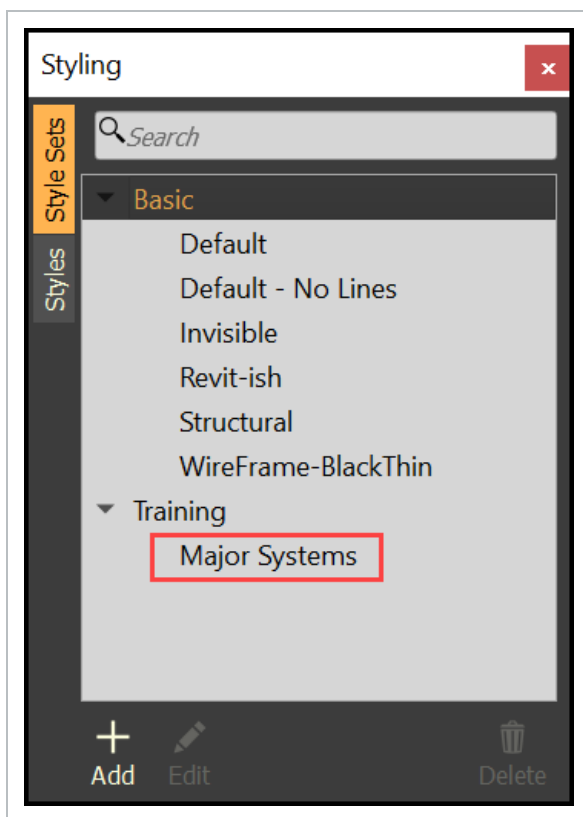 Styling
x
Style Sets
Search
Styles
Basic
Default
Default - No Lines
Invisible
Revit-ish
Structural
WireFrame-BlackThin
Training
Major Systems
Add Edit Delete